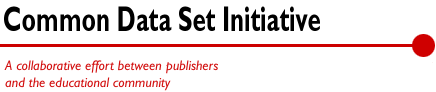 Common Data Set Initiative
A collaborative effort between publishers
and the educational community